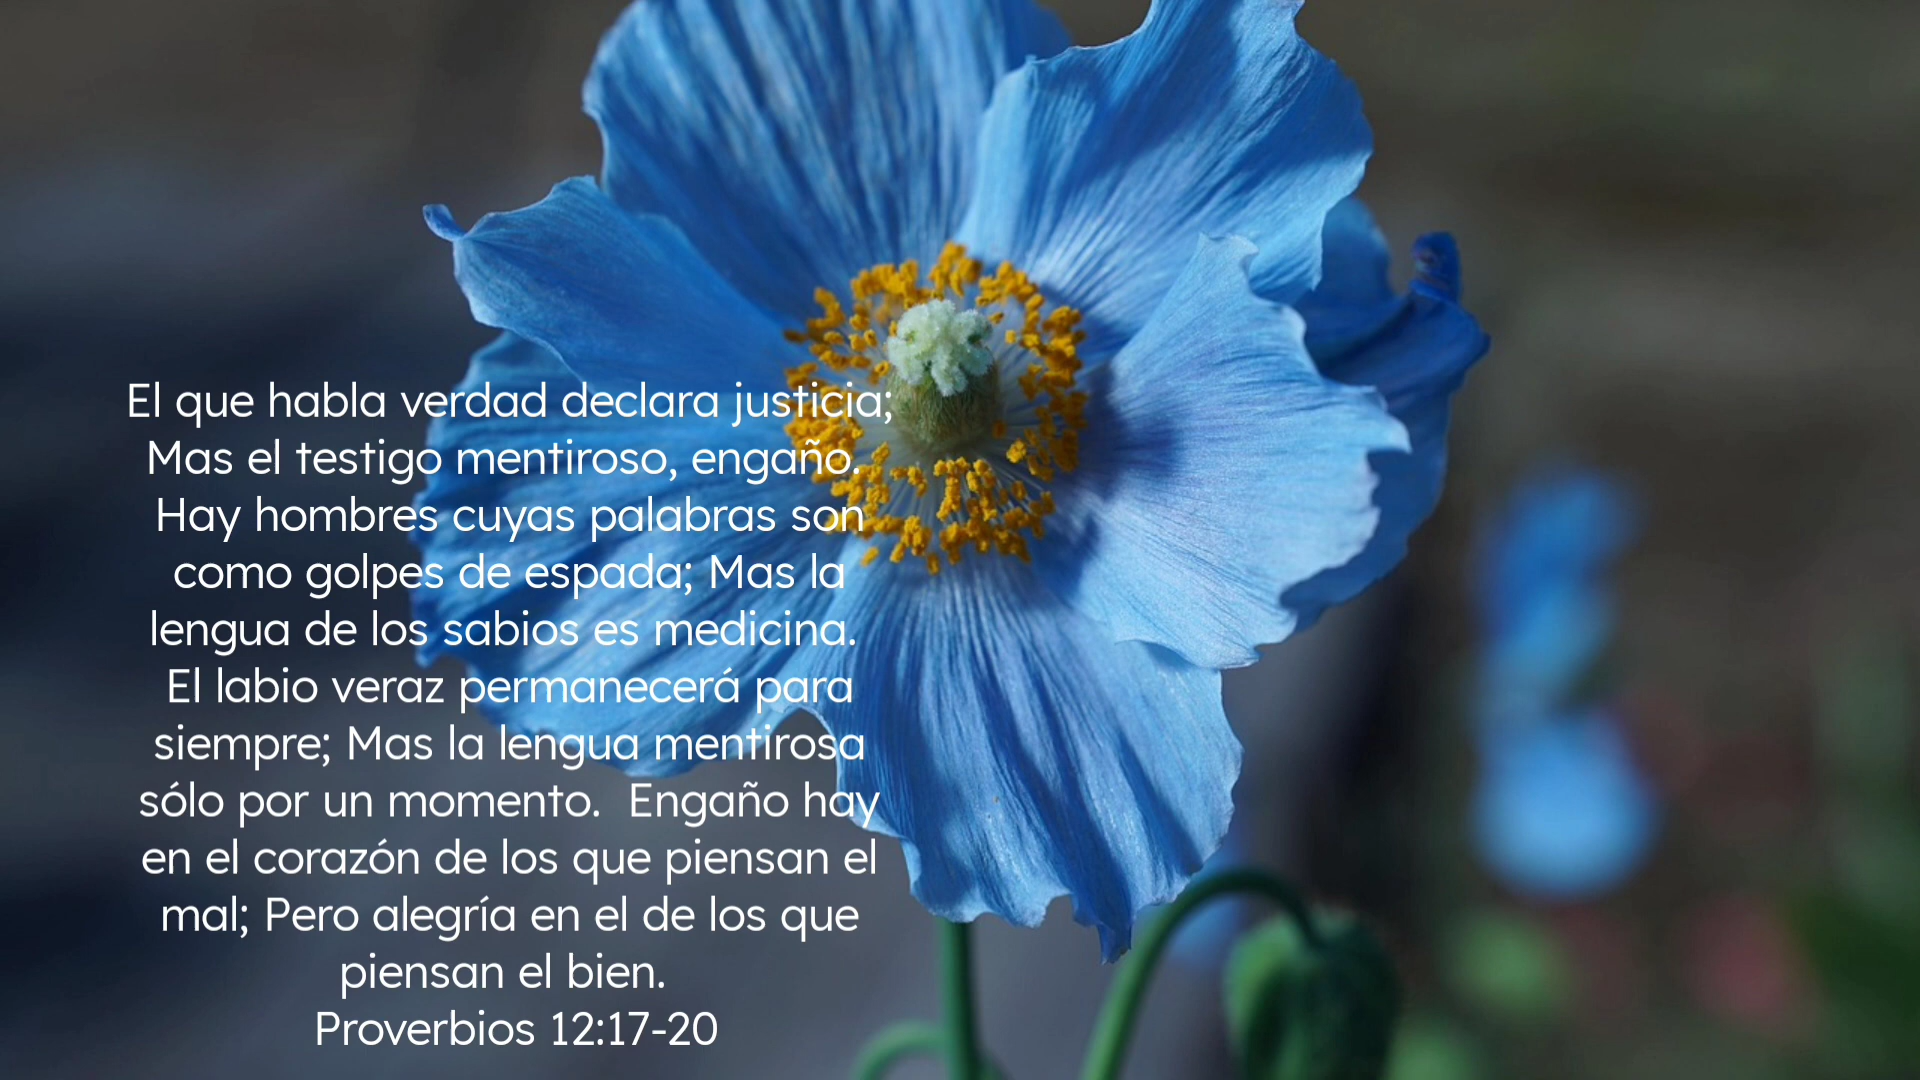 El que habla verdad declara justicia;
Mas el testigo mentiroso, engaño.
Hay hombres cuyas palabras son
como golpes de espada; Mas la
lengua de los sabios es medicina.
El labio veraz permanecerá para
siempre; Mas la lengua mentirosa
sólo por un momento.  Engaño hay
en el corazón de los que piensan el
mal; Pero alegría en el de los que
piensan el bien.
Proverbios 12:17-20